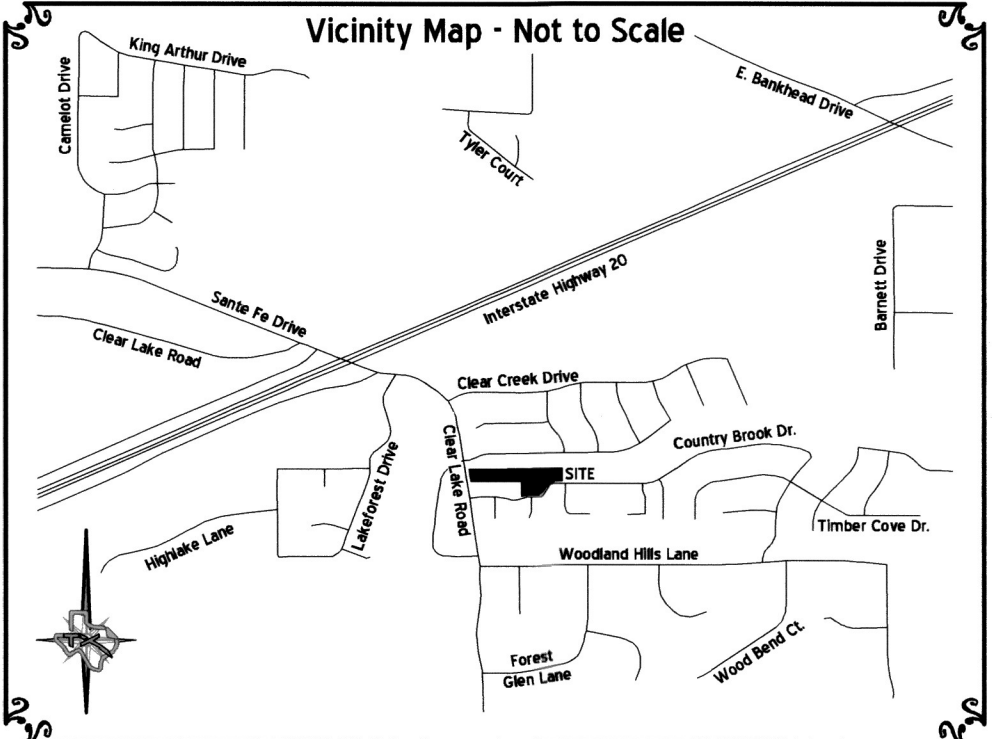 Vicinity Map - Not to Scale
King Arthur Drive
Camelot Drive
E. Bankhead Drive
Tyler Court
Interstate Highway 20
Barnett Drive
Sante Fe Drive
Clear Lake Road
Clear Creek Drive
Country Brook Dr.
Clear Lake Road
SITE
Lakeforest Drive
Highlake Lane
Timber Cove Dr.
Woodland Hills Lane
TX
Wood Bend Ct.
Forest
Glen Lane